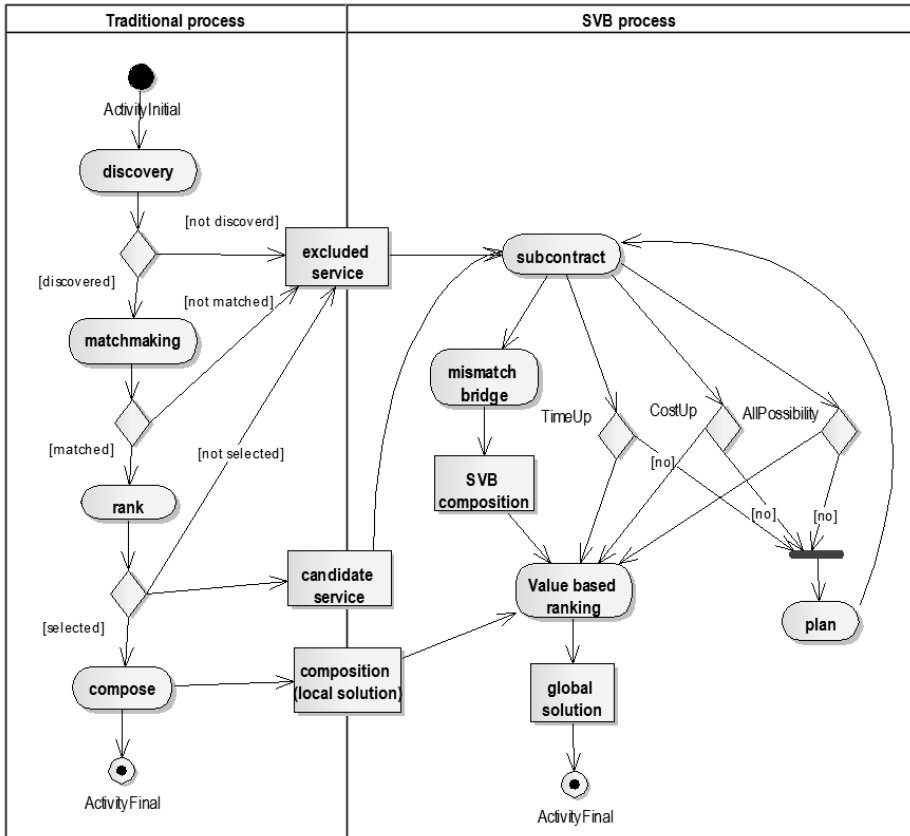 Traditional process
SVB process
ActivityInitial
discovery
[not discoverd]
excluded
service
subcontract
[discovered]
[not matched]
matchmaking
mismatch
bridge
TimeUp
CostUp
AllPossibility
[matched]
[not selected]
[no]
SVB
composition
rank
[no]
[no]
candidate
service
Value based
ranking
plan
[selected]
compose
composition
(local solution)
global
solution
ActivityFinal
ActivityFinal